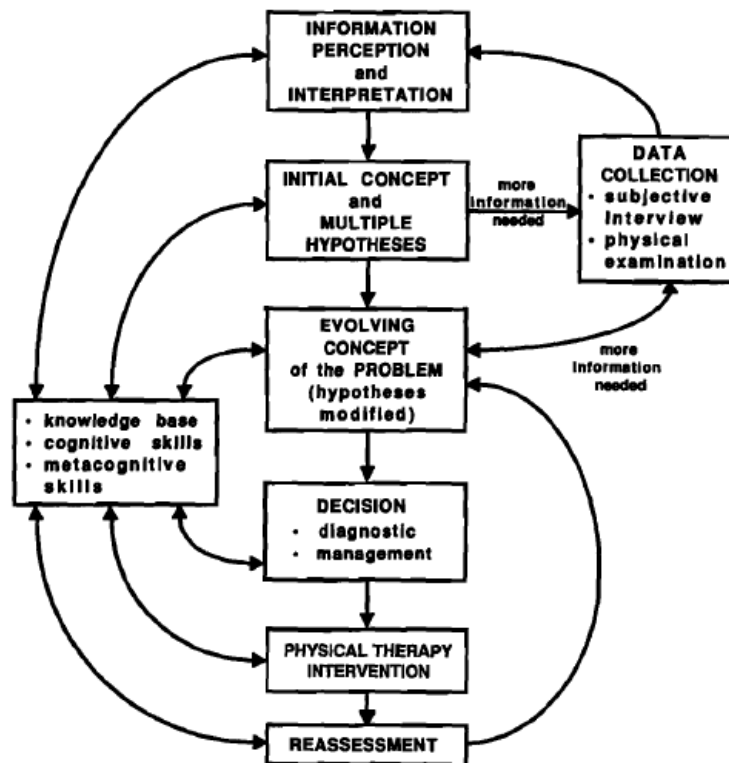 INFORMATION
PERCEPTION
and
INTERPRETATION
INITIAL CONCEPT
and
MULTIPLE
HYPOTHESES
more
information
needed
DATA
COLLECTION
• subjective
interview
• physical
examination
EVOLVING
CONCEPT
of the PROBLEM
(hypotheses
modified)
more
information
needed
• knowledge base
• cognitive skills
• metacognitive
skills
DECISION
• diagnostic
• management
PHYSICAL THERAPY
INTERVENTION
REASSESSMENT